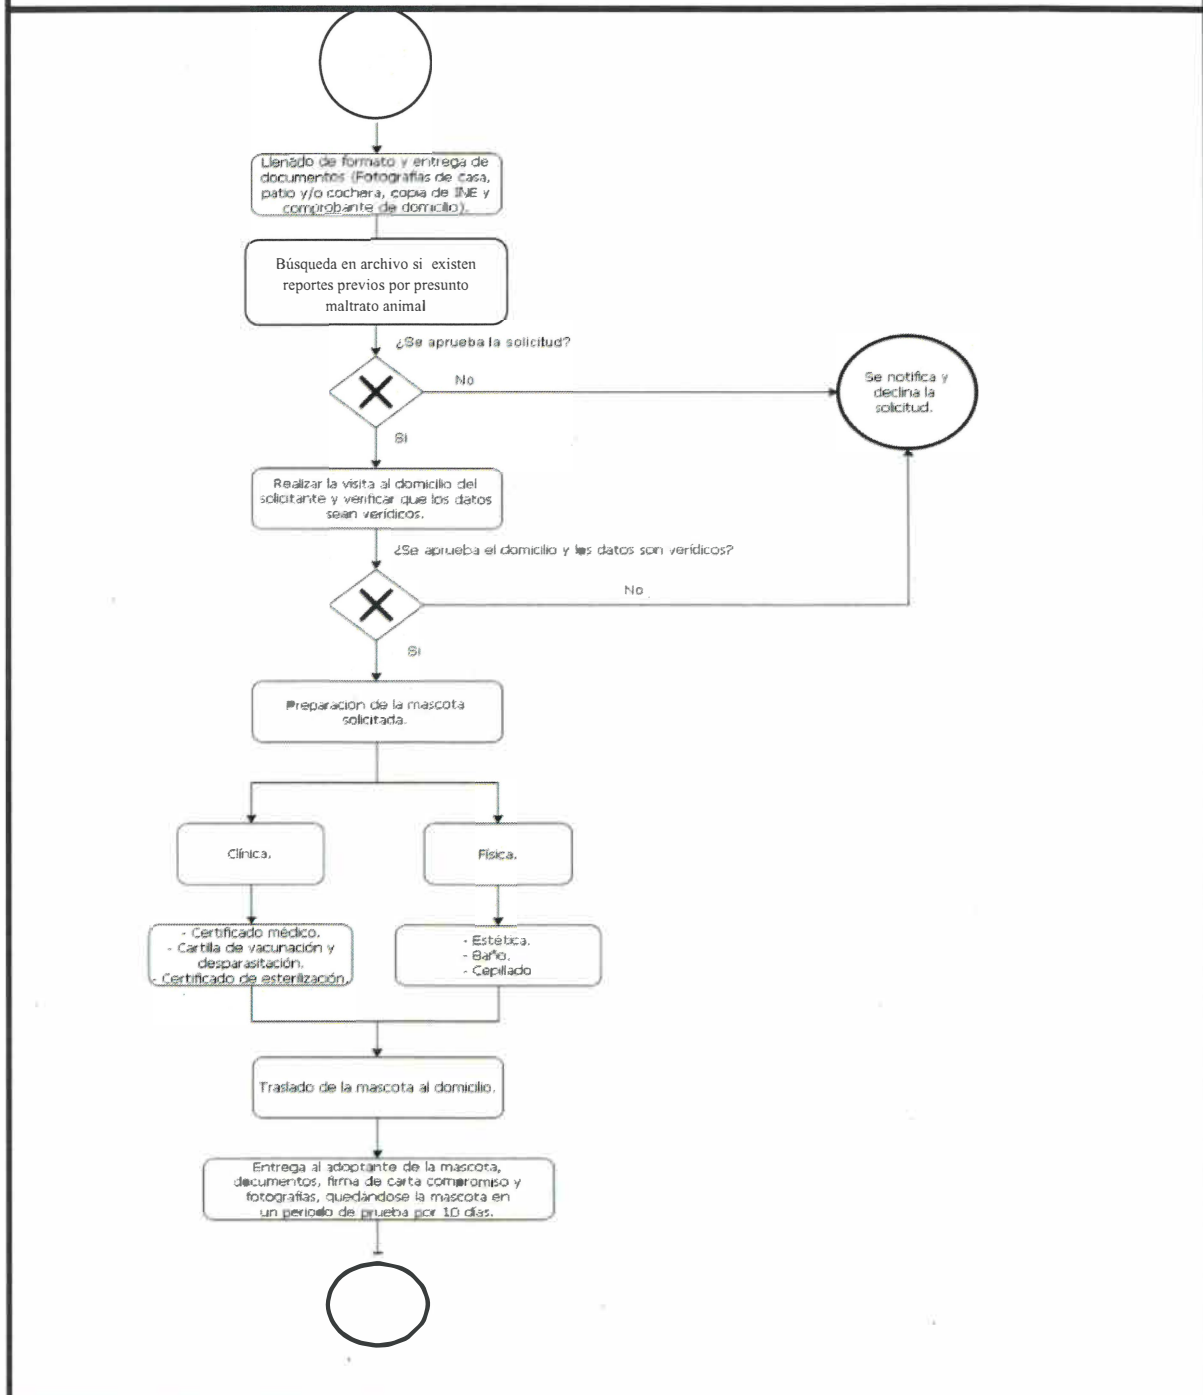 Llenado de formato y entrega de
documentos (Fotografías de casa,
patio y/o cochera, copia de INE y
comprobante de domicilio).
Búsqueda en archivo si existen
reportes previos por presunto
maltrato animal
¿Se aprueba la solicitud?
No
Se notifica y
declina la
solicitud.
Si
Realizar la visita al domicilio del
solicitante y verificar que los datos
sean verídicos.
¿Se aprueba el domicilio y los datos son verídicos?
No
Si
Preparacion de la mascota
solicitada.
Clínica.
Física.
- Certificado médico.
- Cartilla de vacunación y
desparasitación.
- Certificado de esterilización.
- Estética.
- Baño.
- Cepillado
Traslado de la mascota al domicilio.
Entrega al adoptante de la mascota,
documentos, firma de carta compromiso y
fotografías, quedándose la mascota en
un periodo de prueba por 10 días.